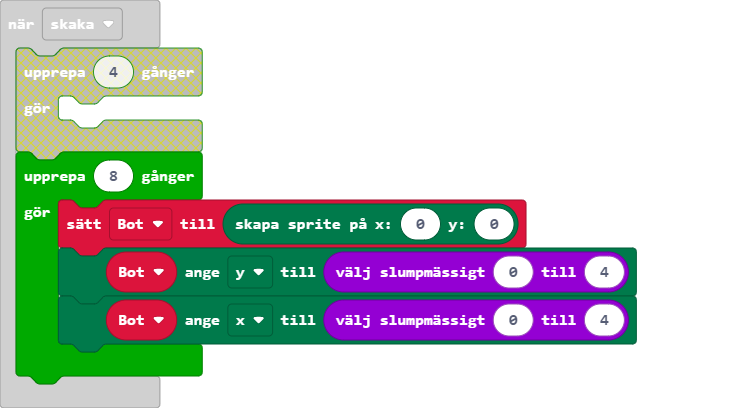 när skaka
upprepa 4 gånger
gör
upprepa 8 gånger
gör
sätt Bot till skapa sprite på x: 0 y: 0
Bot ange y till välj slumpmässigt 0 till 4
Bot ange x till välj slumpmässigt 0 till 4